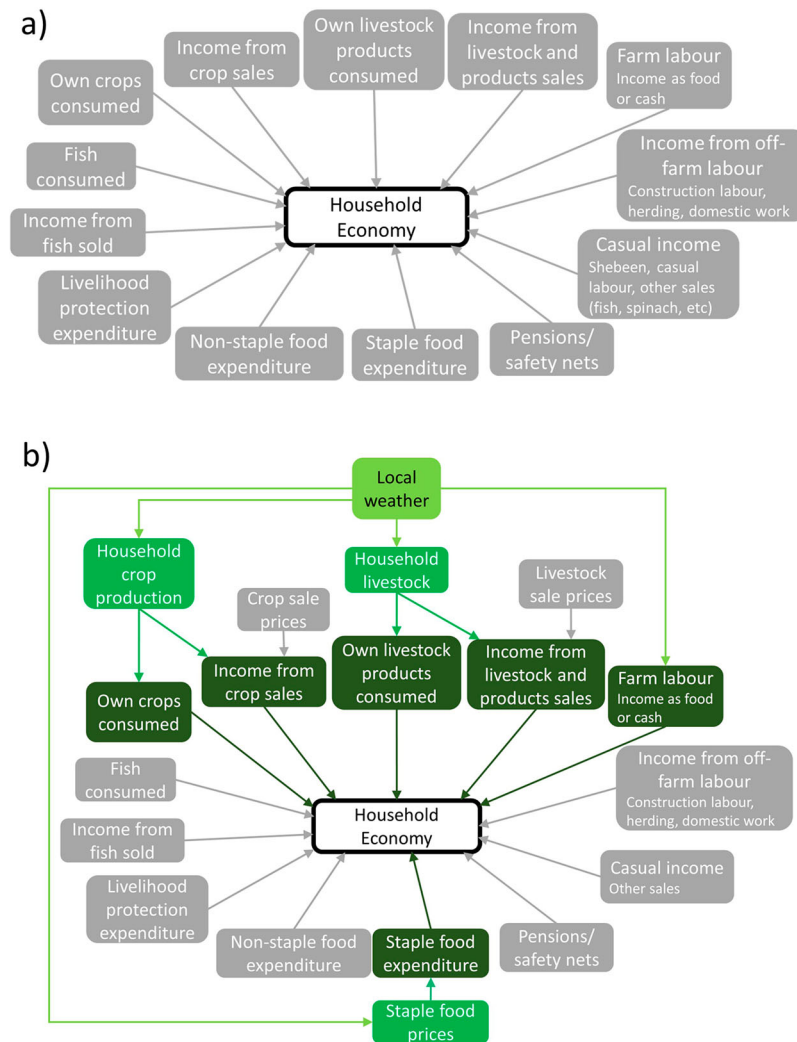 a)
Own livestock
products
consumed
Income from
livestock and
products sales
Income from
crop sales
Farm labour
Income as food
or cash
Own crops
consumed
Fish
consumed
Income from off-
farm labour
Construction labour,
herding, domestic work
Household
Economy
Income from
fish sold
Casual income
Shebeen, casual
labour, other sales
(fish, spinach, etc)
Livelihood
protection
expenditure
Non-staple food
expenditure
Staple food
expenditure
Pensions/
safety nets
b)
Local
weather
Household
crop
production
Household
livestock
Livestock
sale prices
Crop sale
prices
Own livestock
products
consumed
Income from
livestock and
products sales
Income from
crop sales
Farm labour
Income as food
or cash
Own crops
consumed
Fish
consumed
Income from off-
farm labour
Construction labour,
herding, domestic work
Household
Economy
Income from
fish sold
Casual income
Other sales
Livelihood
protection
expenditure
Non-staple food
expenditure
Staple food
expenditure
Pensions/
safety nets
Staple food
prices